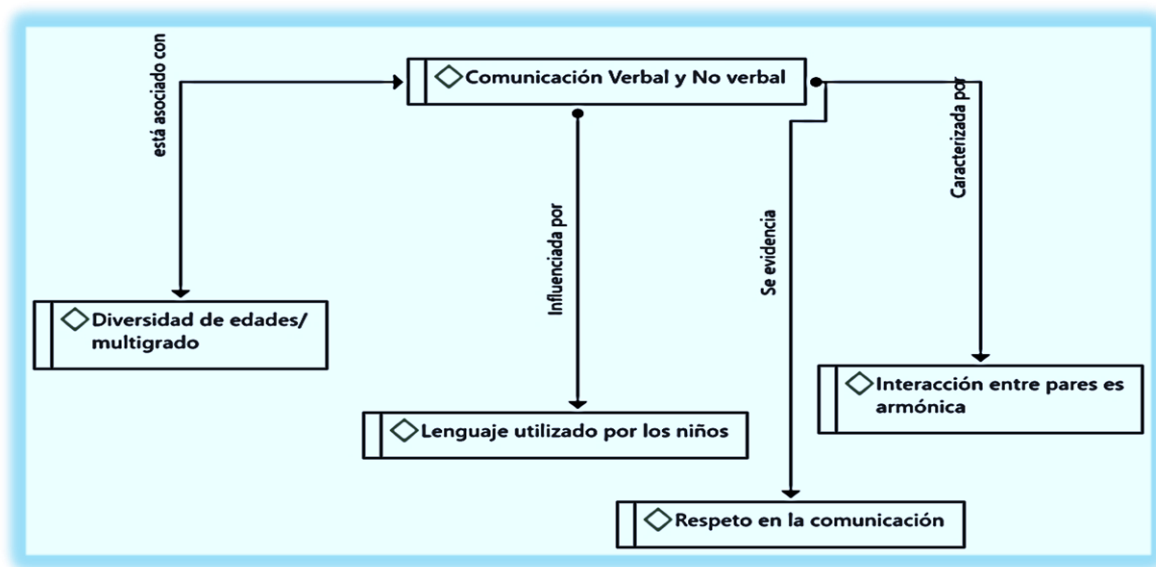 Comunicación Verbal y No verbal
está asociado con
Influenciada por
Se evidencia
Caracterizada por
Diversidad de edades/
multigrado
Interacción entre pares es
armónica
Lenguaje utilizado por los niños
Respeto en la comunicación